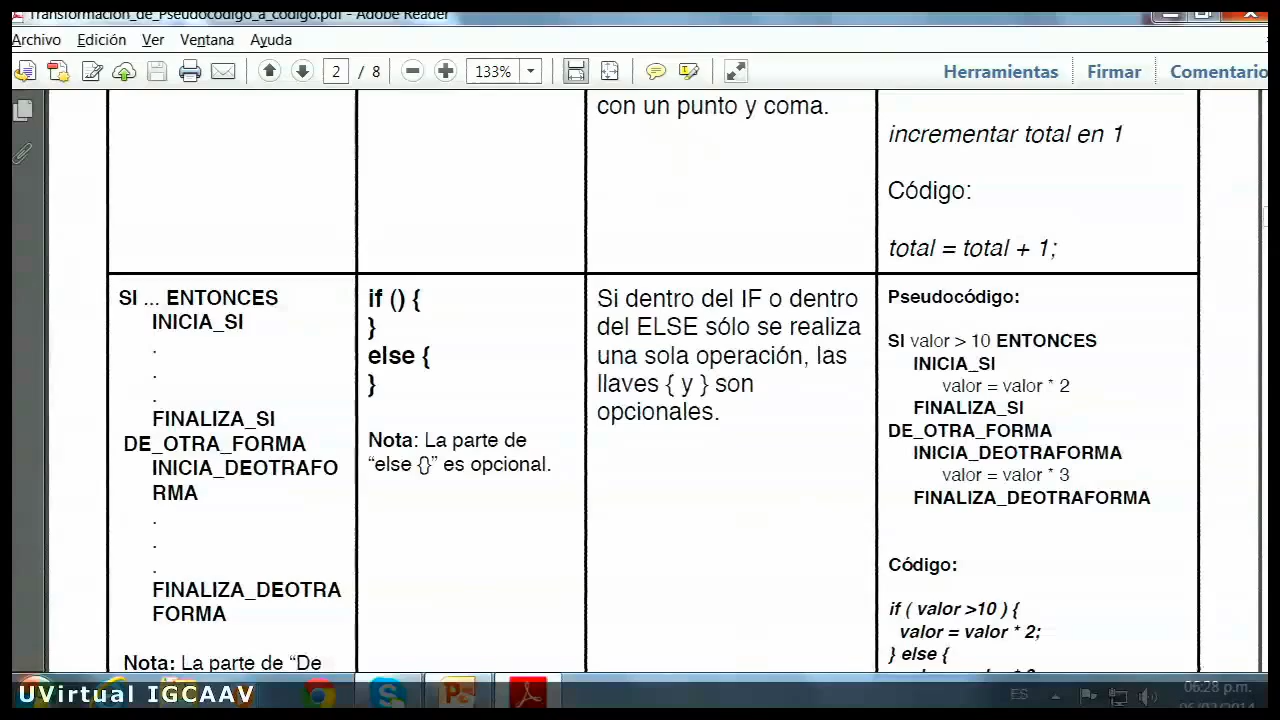 Transformación_de_Pseudocódigo_a_código.pdf - Adobe Reader
Archivo Edición Ver Ventana Ayuda
2 / 8 133% Herramientas Firmar Comentario
con un punto y coma.
incrementar total en 1
Código:
total = total + 1;
SI ... ENTONCES
INICIA_SI
.
.
.
FINALIZA_SI
DE_OTRA_FORMA
INICIA_DEOTRAFO
RMA
.
.
.
FINALIZA_DEOTRA
FORMA
Nota: La parte de “De
if () {
}
else {
}
Nota: La parte de
“else {}” es opcional.
Si dentro del IF o dentro
del ELSE sólo se realiza
una sola operación, las
llaves { y } son
opcionales.
Pseudocódigo:
SI valor > 10 ENTONCES
INICIA_SI
valor = valor * 2
FINALIZA_SI
DE_OTRA_FORMA
INICIA_DEOTRAFORMA
valor = valor * 3
FINALIZA_DEOTRAFORMA
Código:
if ( valor >10 ) {
valor = valor * 2;
} else {
UVirtual IGCAAV
ES
06:28 p.m.